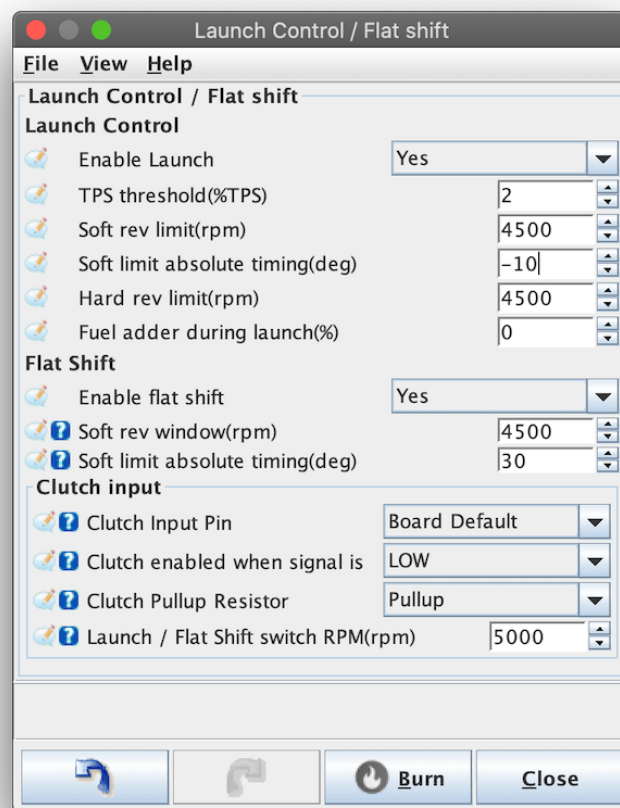 Launch Control / Flat shift
File View Help
Launch Control / Flat shift
Launch Control
Enable Launch Yes
TPS threshold(%TPS) 2
Soft rev limit(rpm) 4500
Soft limit absolute timing(deg) -10
Hard rev limit(rpm) 4500
Fuel adder during launch(%) 0
Flat Shift
Enable flat shift Yes
? Soft rev window(rpm) 4500
? Soft limit absolute timing(deg) 30
Clutch input
? Clutch Input Pin Board Default
? Clutch enabled when signal is LOW
? Clutch Pullup Resistor Pullup
? Launch / Flat Shift switch RPM(rpm) 5000
Burn Close